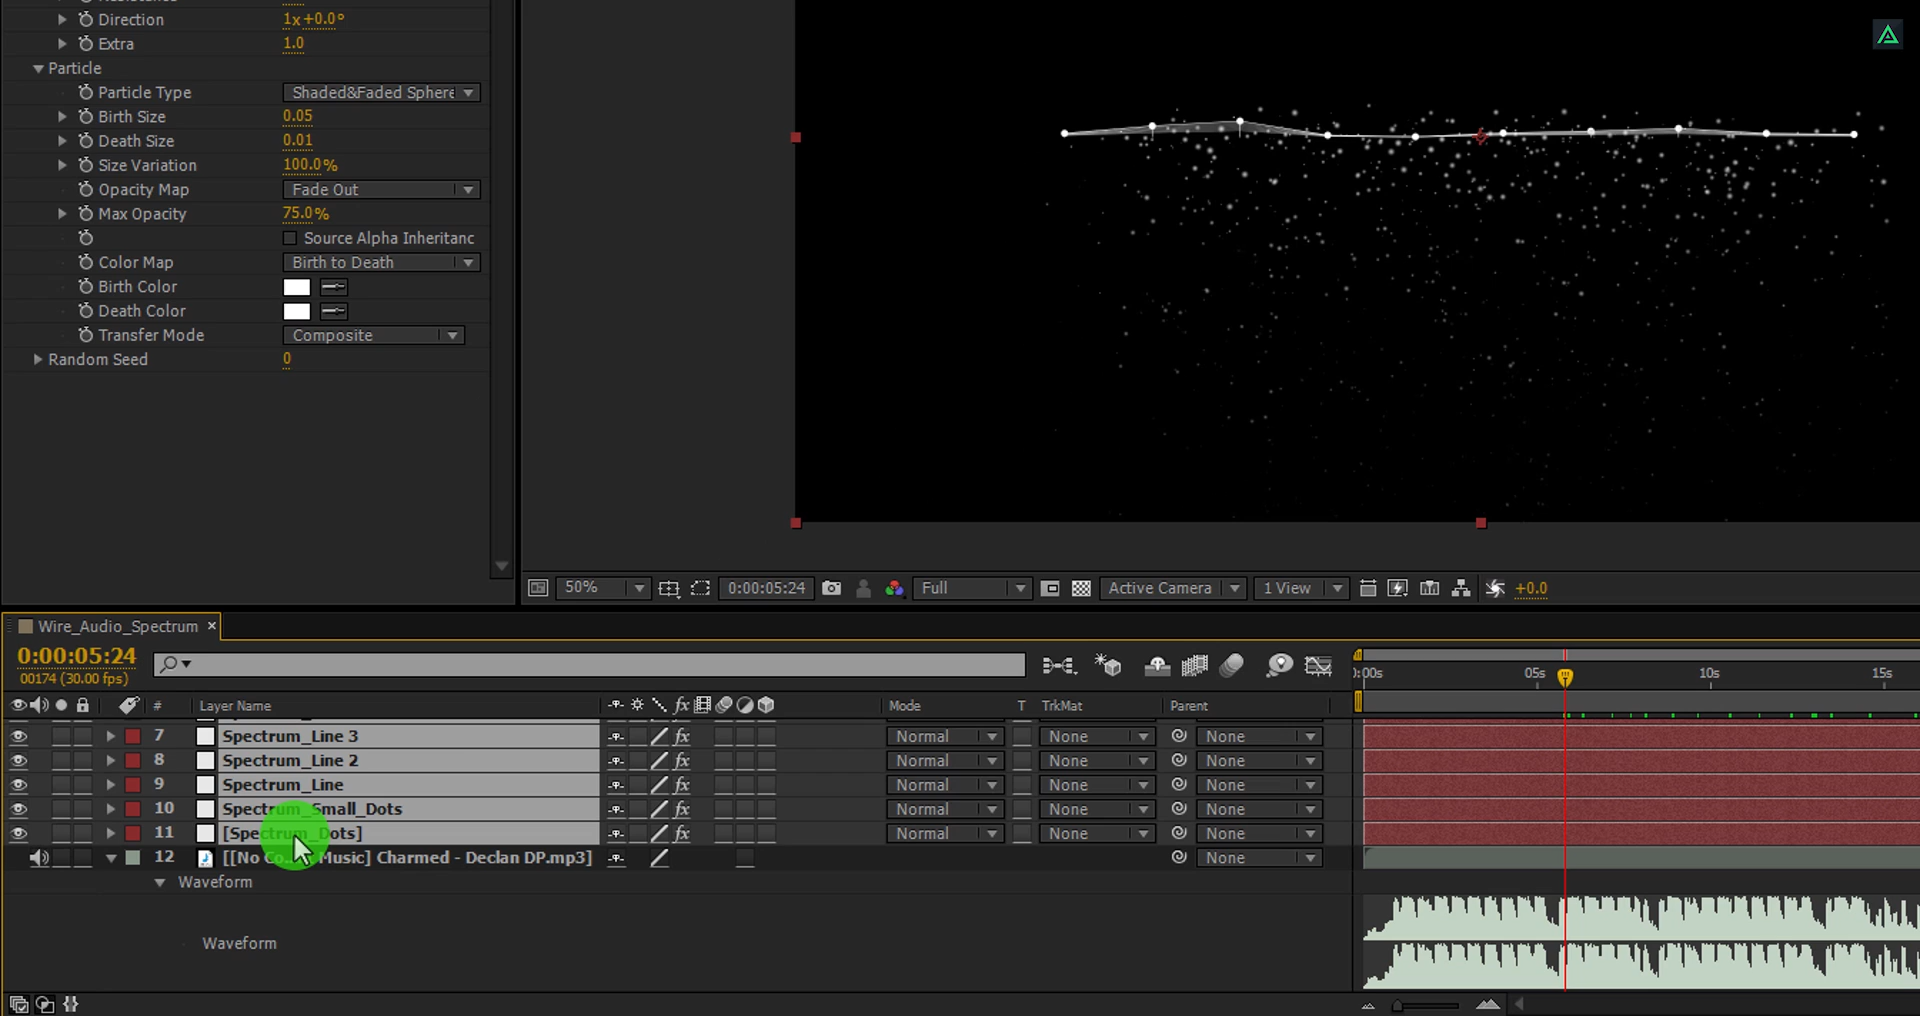 Direction 1x+0.0°
Extra 1.0
Particle
Particle Type Shaded&Faded Sphere
Birth Size 0.05
Death Size 0.01
Size Variation 100.0%
Opacity Map Fade Out
Max Opacity 75.0%
Source Alpha Inheritanc
Color Map Birth to Death
Birth Color
Death Color
Transfer Mode Composite
Random Seed 0
50% 0:00:05:24 Full Active Camera 1 View +0.0
Wire_Audio_Spectrum ×
0:00:05:24
00174 (30.00 fps)
):00s 05s 10s 15s
# Layer Name fx Mode T TrkMat Parent
7 Spectrum_Line 3 fx Normal None None
8 Spectrum_Line 2 fx Normal None None
9 Spectrum_Line fx Normal None None
10 Spectrum_Small_Dots fx Normal None None
11 [Spectrum_Dots] fx Normal None None
12 [[No Co... Music] Charmed - Declan DP.mp3] None
Waveform
Waveform